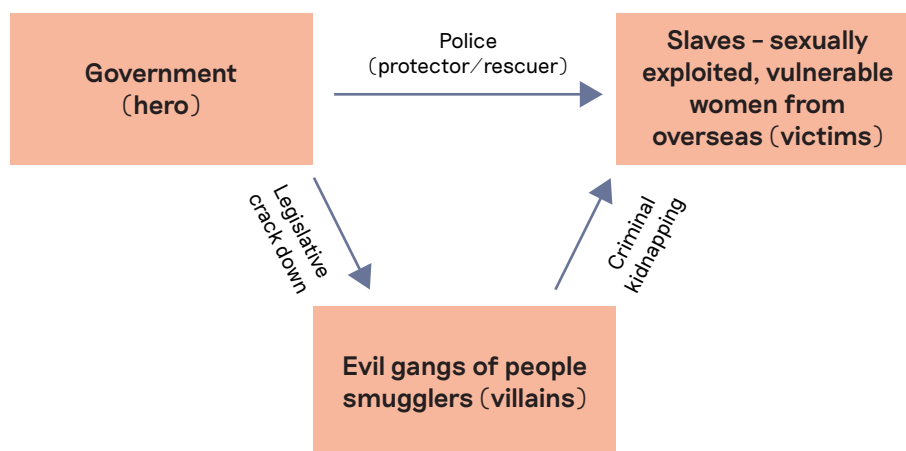 Government
(hero)
Police
(protector/rescuer)
Slaves – sexually
exploited, vulnerable
women from
overseas (victims)
Legislative
crack down
Criminal
kidnapping
Evil gangs of people
smugglers (villains)